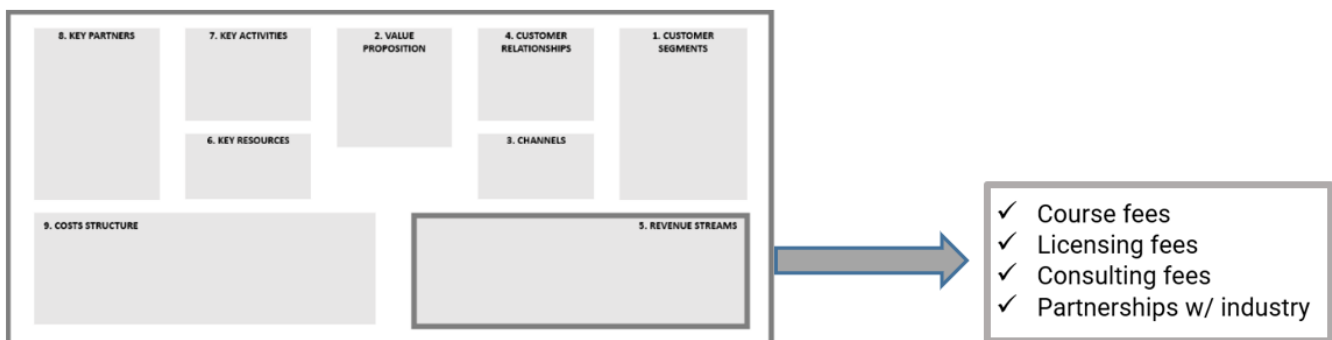 8. KEY PARTNERS
7. KEY ACTIVITIES
2. VALUE
PROPOSITION
4. CUSTOMER
RELATIONSHIPS
1. CUSTOMER
SEGMENTS
6. KEY RESOURCES
3. CHANNELS
9. COSTS STRUCTURE
5. REVENUE STREAMS
✓ Course fees
✓ Licensing fees
✓ Consulting fees
✓ Partnerships w/ industry